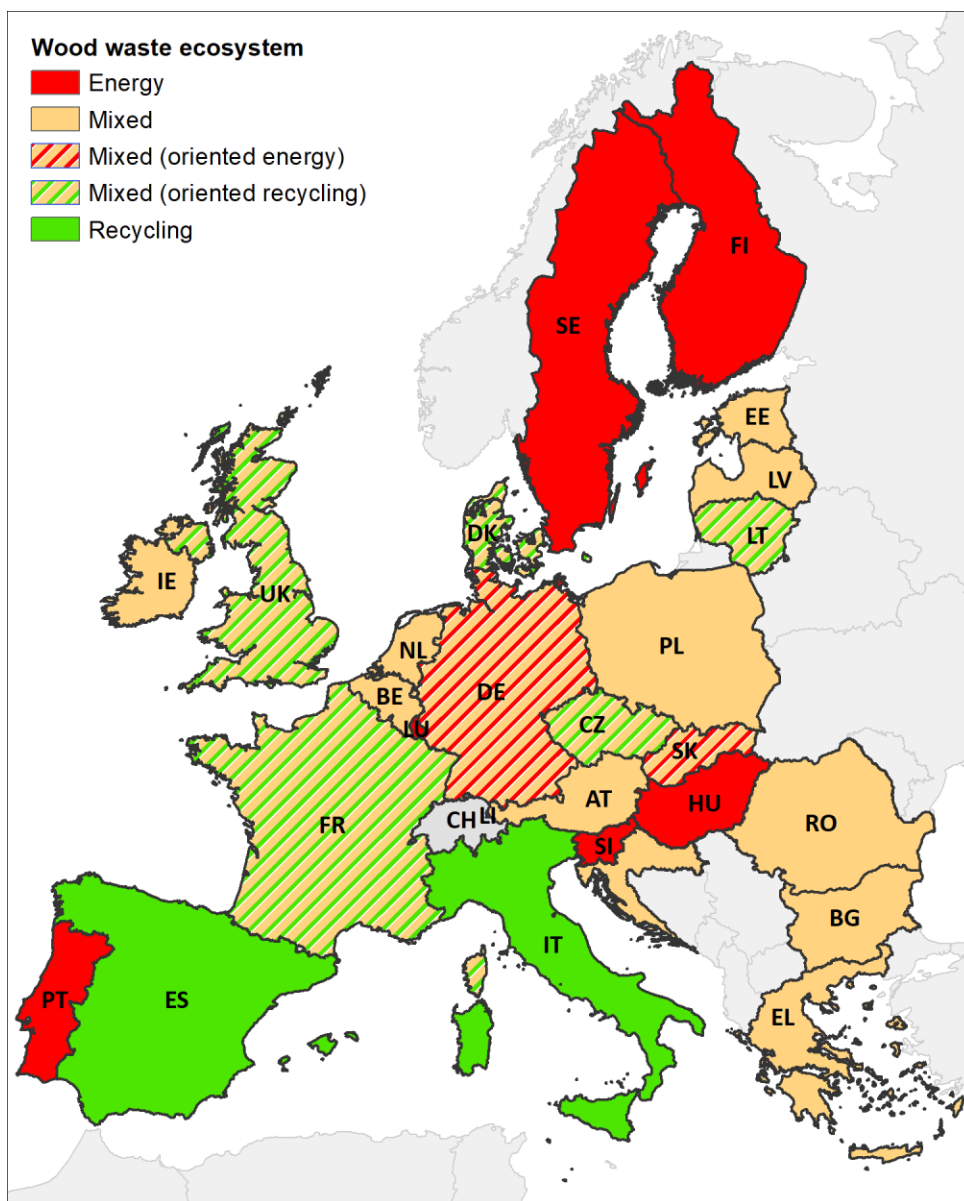 Wood waste ecosystem
Energy
Mixed
Mixed (oriented energy)
Mixed (oriented recycling)
Recycling
FI
SE
EE
LV
LT
DK
IE
UK
NL
PL
BE
DE
LU
CZ
SK
AT
HU
CH
LI
FR
RO
SI
BG
IT
PT
ES
EL